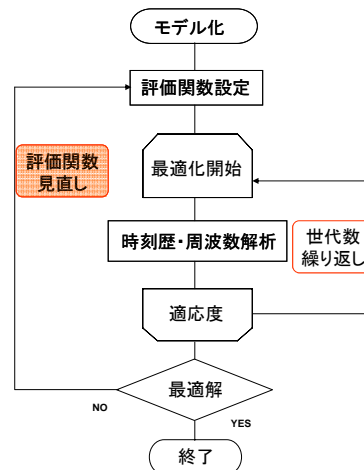 モデル化
評価関数設定
評価関数
見直し
最適化開始
時刻歴・周波数解析
世代数
繰り返し
適応度
最適解
NO
YES
終了